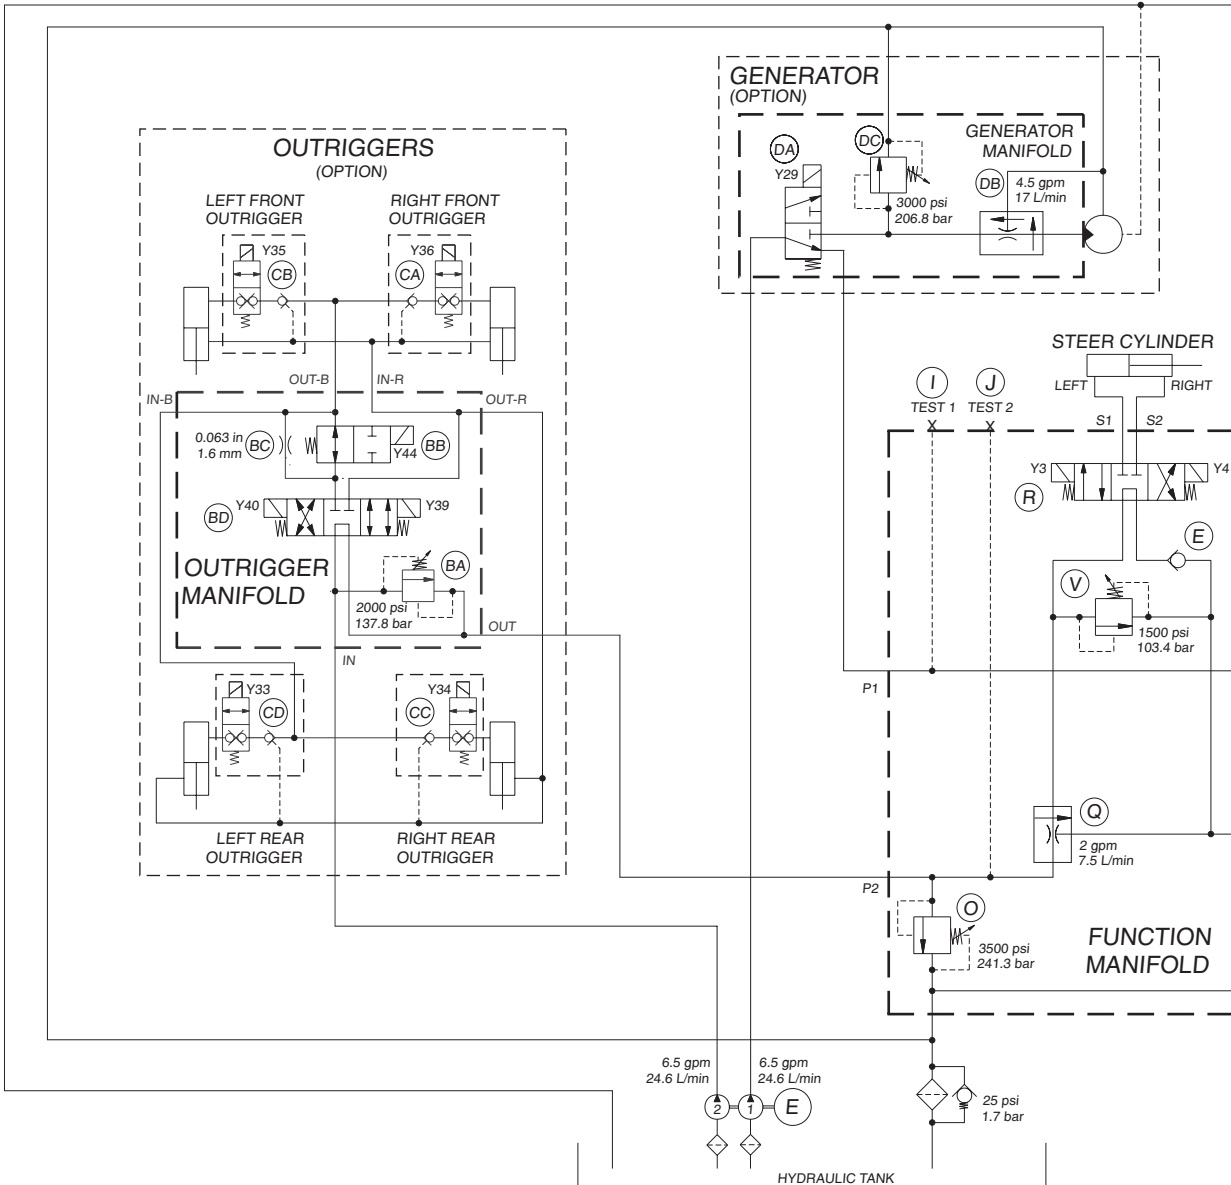 GENERATOR
(OPTION)
GENERATOR
MANIFOLD
DA
Y29
DC
3000 psi
206.8 bar
DB
4.5 gpm
17 L/min
OUTRIGGERS
(OPTION)
LEFT FRONT
OUTRIGGER
RIGHT FRONT
OUTRIGGER
Y35
CB
Y36
CA
OUT-B
IN-R
IN-B
OUT-R
0.063 in
1.6 mm
BC
Y44
BB
Y40
Y39
BD
OUTRIGGER
MANIFOLD
BA
2000 psi
137.8 bar
OUT
IN
Y33
CD
Y34
CC
LEFT REAR
OUTRIGGER
RIGHT REAR
OUTRIGGER
STEER CYLINDER
LEFT
RIGHT
I
TEST 1
J
TEST 2
S1
S2
Y3
Y4
R
E
V
1500 psi
103.4 bar
P1
Q
2 gpm
7.5 L/min
P2
O
3500 psi
241.3 bar
FUNCTION
MANIFOLD
6.5 gpm
24.6 L/min
6.5 gpm
24.6 L/min
2
1
E
25 psi
1.7 bar
HYDRAULIC TANK